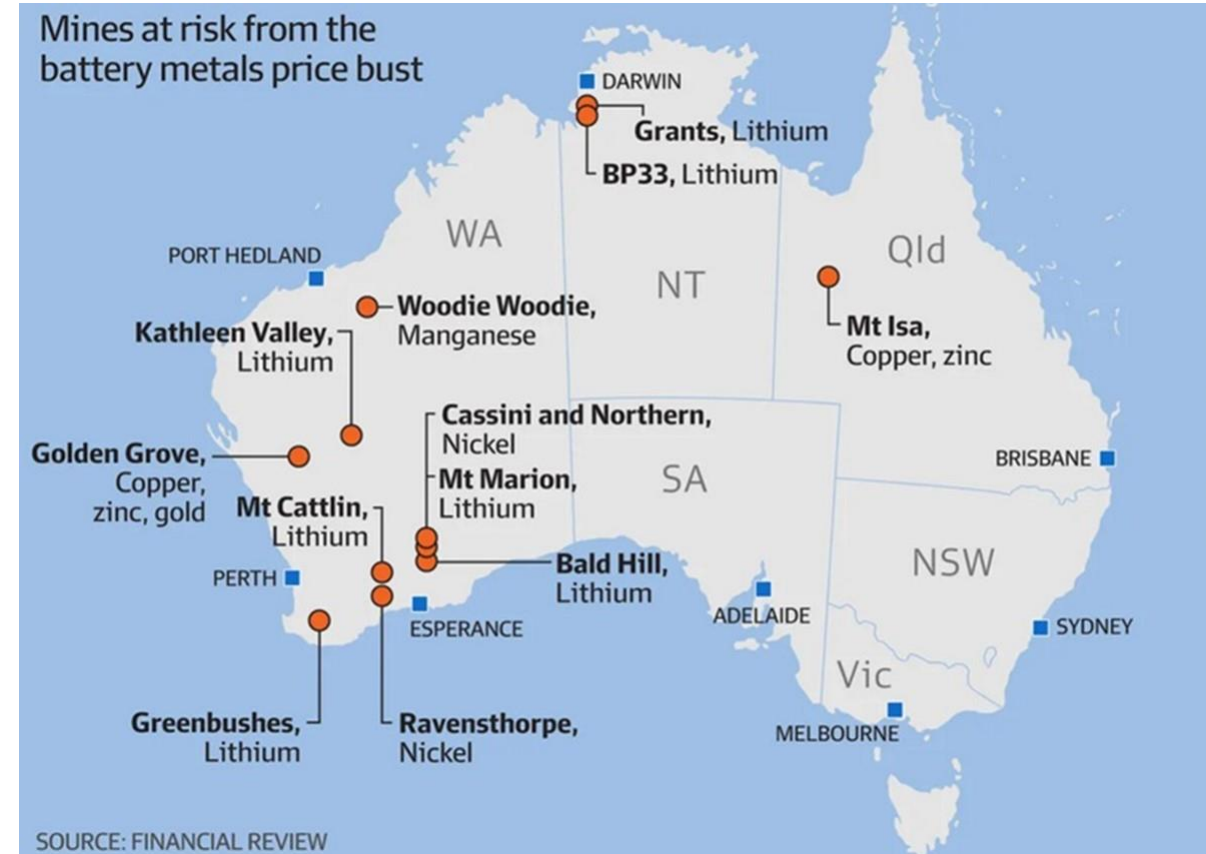 Mines at risk from the
battery metals price bust
DARWIN
Grants, Lithium
BP33, Lithium
WA
NT
Qld
PORT HEDLAND
Woodie Woodie,
Manganese
Kathleen Valley,
Lithium
Mt Isa,
Copper, zinc
Cassini and Northern,
Nickel
Golden Grove,
Copper,
zinc, gold
Mt Marion,
Lithium
SA
BRISBANE
Mt Cattlin,
Lithium
PERTH
Bald Hill,
Lithium
NSW
ESPERANCE
ADELAIDE
SYDNEY
Vic
Greenbushes,
Lithium
Ravensthorpe,
Nickel
MELBOURNE
SOURCE: FINANCIAL REVIEW